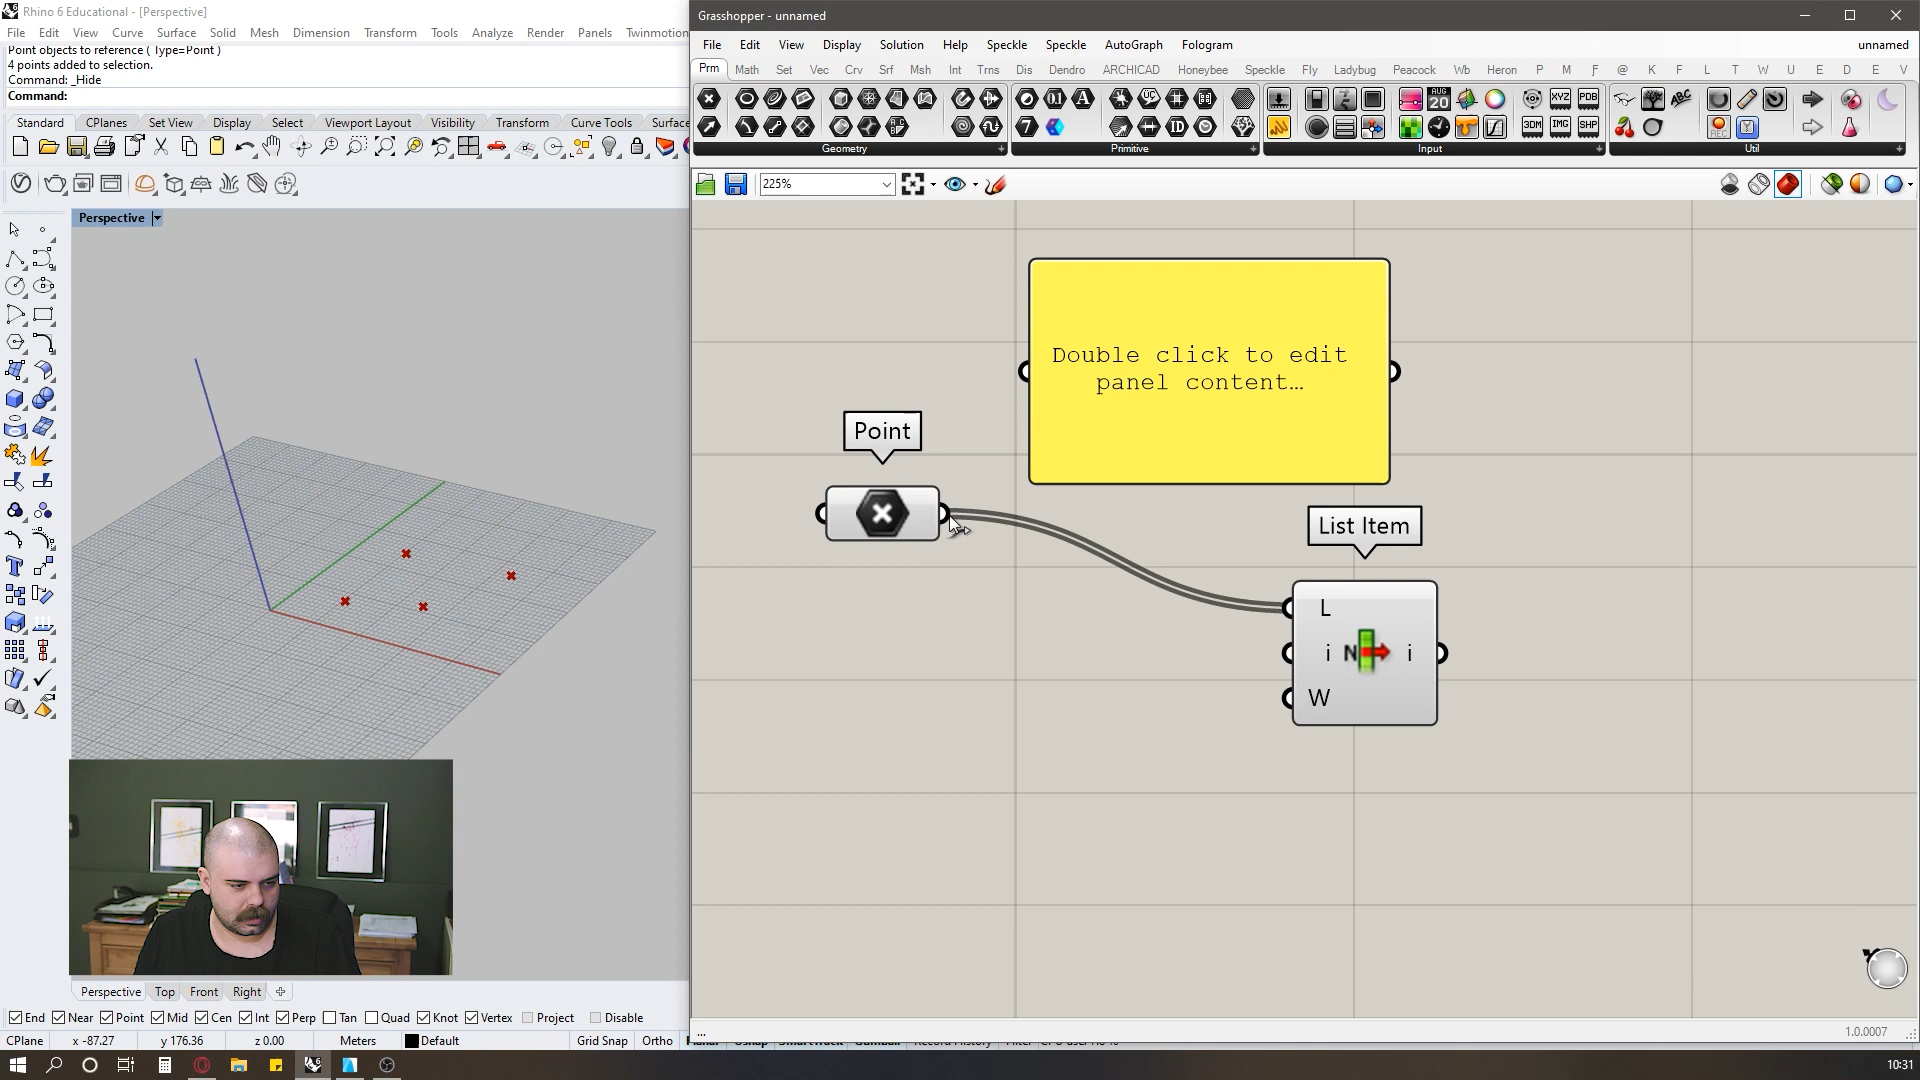 Rhino 6 Educational - [Perspective]
File Edit View Curve Surface Solid Mesh Dimension Transform Tools Analyze Render Panels Twinmotion
Point objects to reference ( Type=Point )
4 points added to selection.
Command: _Hide
Command:
Standard CPlanes Set View Display Select Viewport Layout Visibility Transform Curve Tools Surface
Perspective
Grasshopper - unnamed
File Edit View Display Solution Help Speckle Speckle AutoGraph Fologram unnamed
Prm Math Set Vec Crv Srf Msh Int Trns Dis Dendro ARCHICAD Honeybee Speckle Fly Ladybug Peacock Wb Heron P M F @ K F L T W U E D E V
Geometry Primitive Input Util
225%
Double click to edit
panel content…
Point
List Item
L
i N i
W
Perspective Top Front Right
End Near Point Mid Cen Int Perp Tan Quad Knot Vertex Project Disable
CPlane x -87.27 y 176.36 z 0.00 Meters Default Grid Snap Ortho
...
1.0.0007
10:31